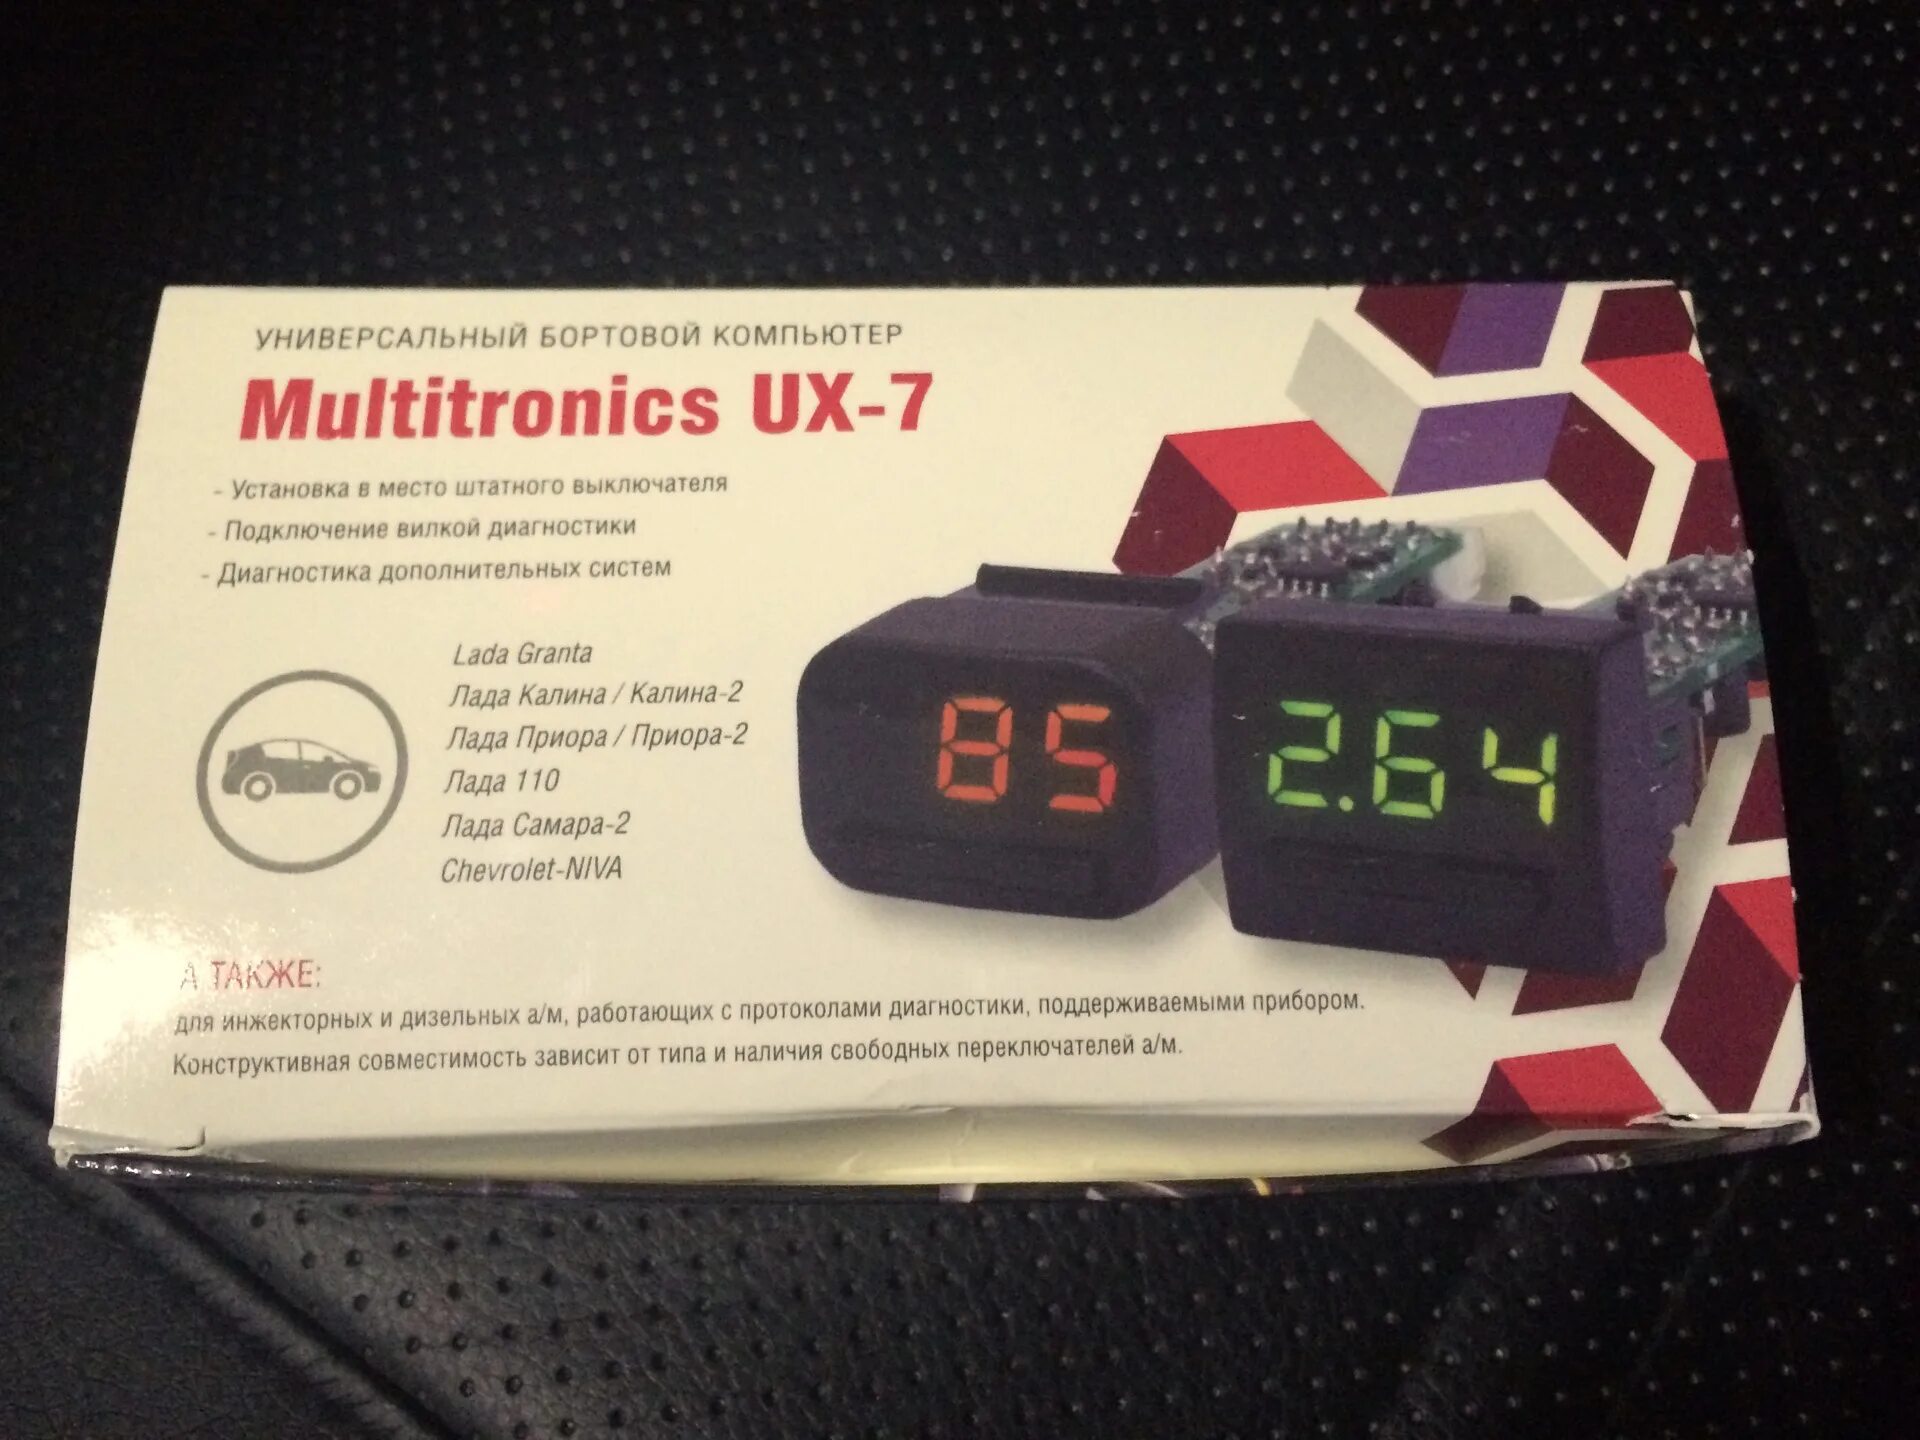 УНИВЕРСАЛЬНЫЙ БОРТОВОЙ КОМПЬЮТЕР
Multitronics UX-7
- Установка в место штатного выключателя
- Подключение вилкой диагностики
- Диагностика дополнительных систем
Lada Granta
Лада Калина / Калина-2
Лада Приора / Приора-2
Лада 110
Лада Самара-2
Chevrolet-NIVA
85
2.64
А ТАКЖЕ:
для инжекторных и дизельных а/м, работающих с протоколами диагностики, поддерживаемыми прибором.
Конструктивная совместимость зависит от типа и наличия свободных переключателей а/м.